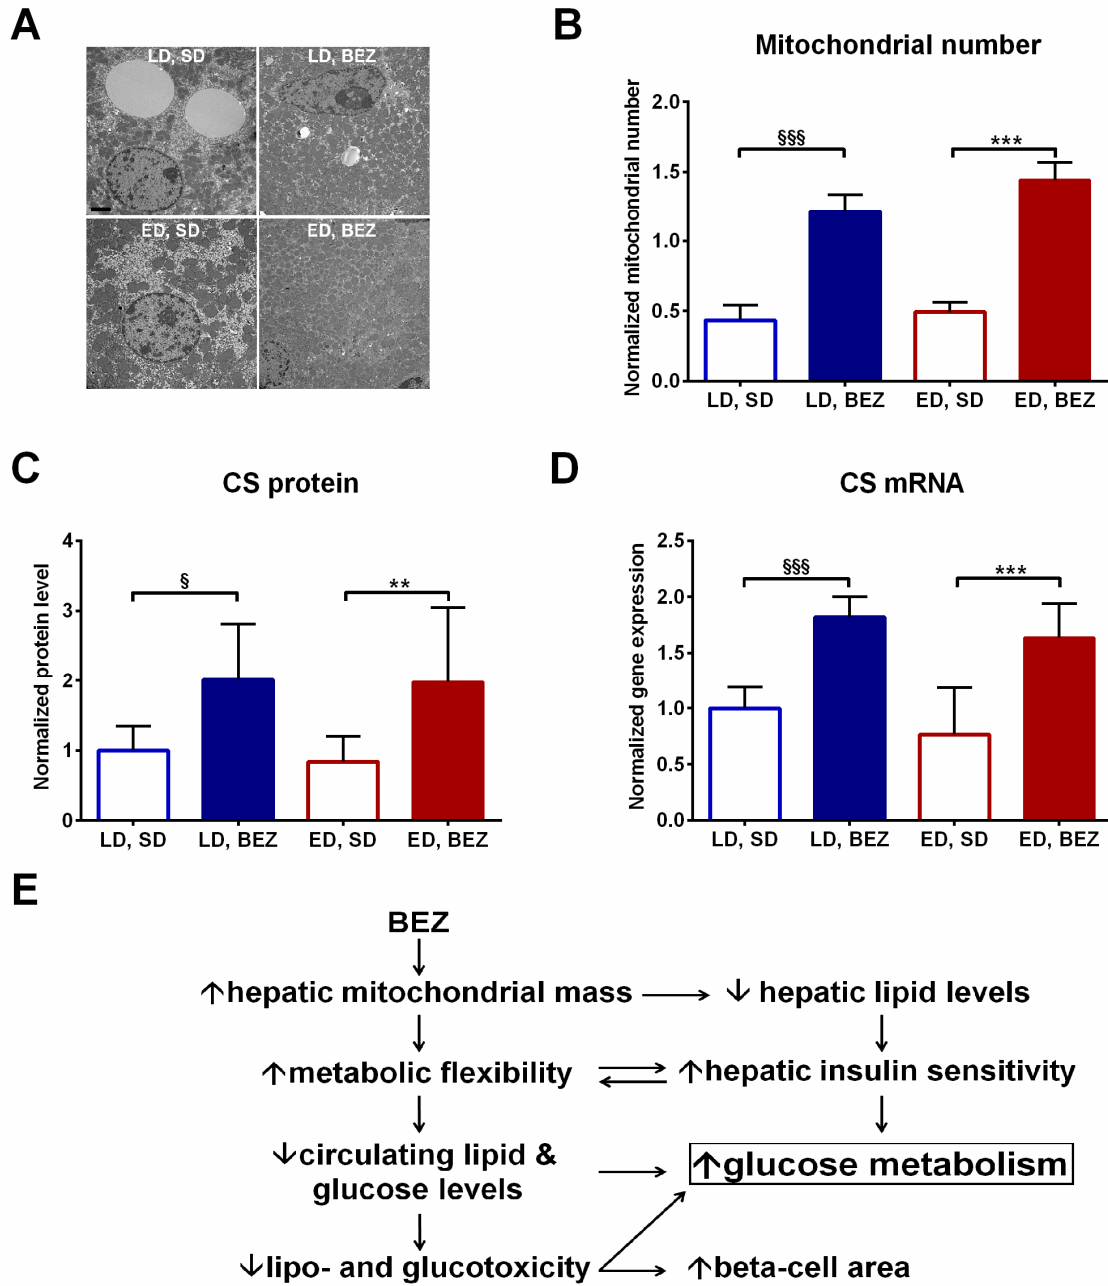 A
LD, SD
LD, BEZ
ED, SD
ED, BEZ
B
Mitochondrial number
Normalized mitochondrial number
2.0
1.5
1.0
0.5
0.0
§§§
***
LD, SD
LD, BEZ
ED, SD
ED, BEZ
C
CS protein
Normalized protein level
4
3
2
1
0
§
**
LD, SD
LD, BEZ
ED, SD
ED, BEZ
D
CS mRNA
Normalized gene expression
2.5
2.0
1.5
1.0
0.5
0.0
§§§
***
LD, SD
LD, BEZ
ED, SD
ED, BEZ
E
BEZ
↑hepatic mitochondrial mass → ↓ hepatic lipid levels
↑metabolic flexibility ⇄ ↑hepatic insulin sensitivity
↓circulating lipid &
glucose levels
↑glucose metabolism
↓lipo- and glucotoxicity → ↑beta-cell area